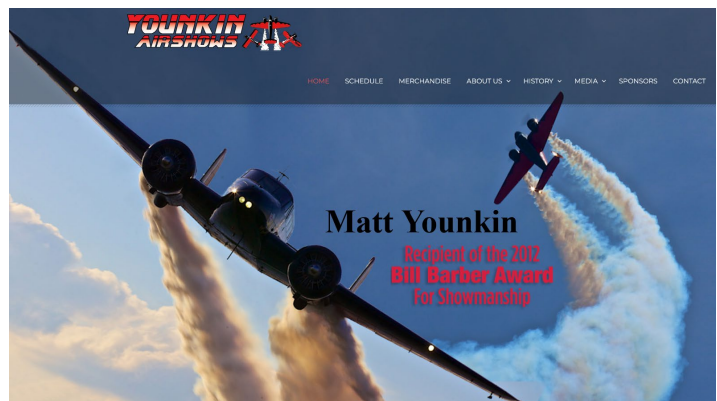 YOUNKIN
AIRSHOWS
HOME SCHEDULE MERCHANDISE ABOUT US HISTORY MEDIA SPONSORS CONTACT
Matt Younkin
Recipient of the 2012
Bill Barber Award
For Showmanship